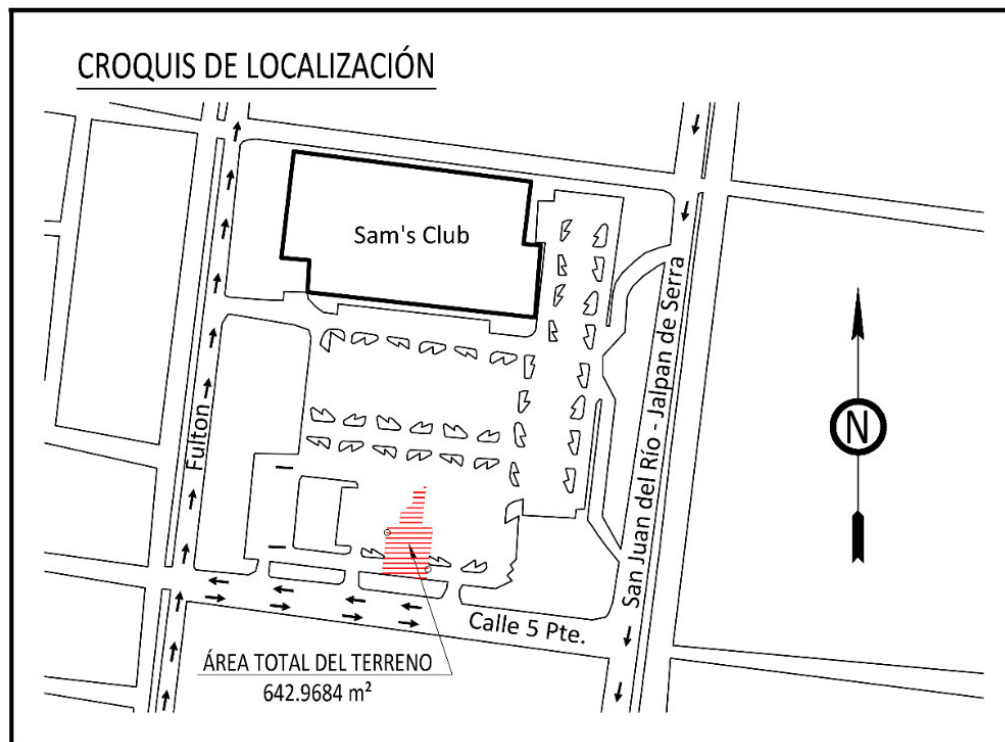 CROQUIS DE LOCALIZACIÓN
Sam's Club
San Juan del Río - Jalpan de Serra
N
Fulton
Calle 5 Pte.
ÁREA TOTAL DEL TERRENO
642.9684 m²